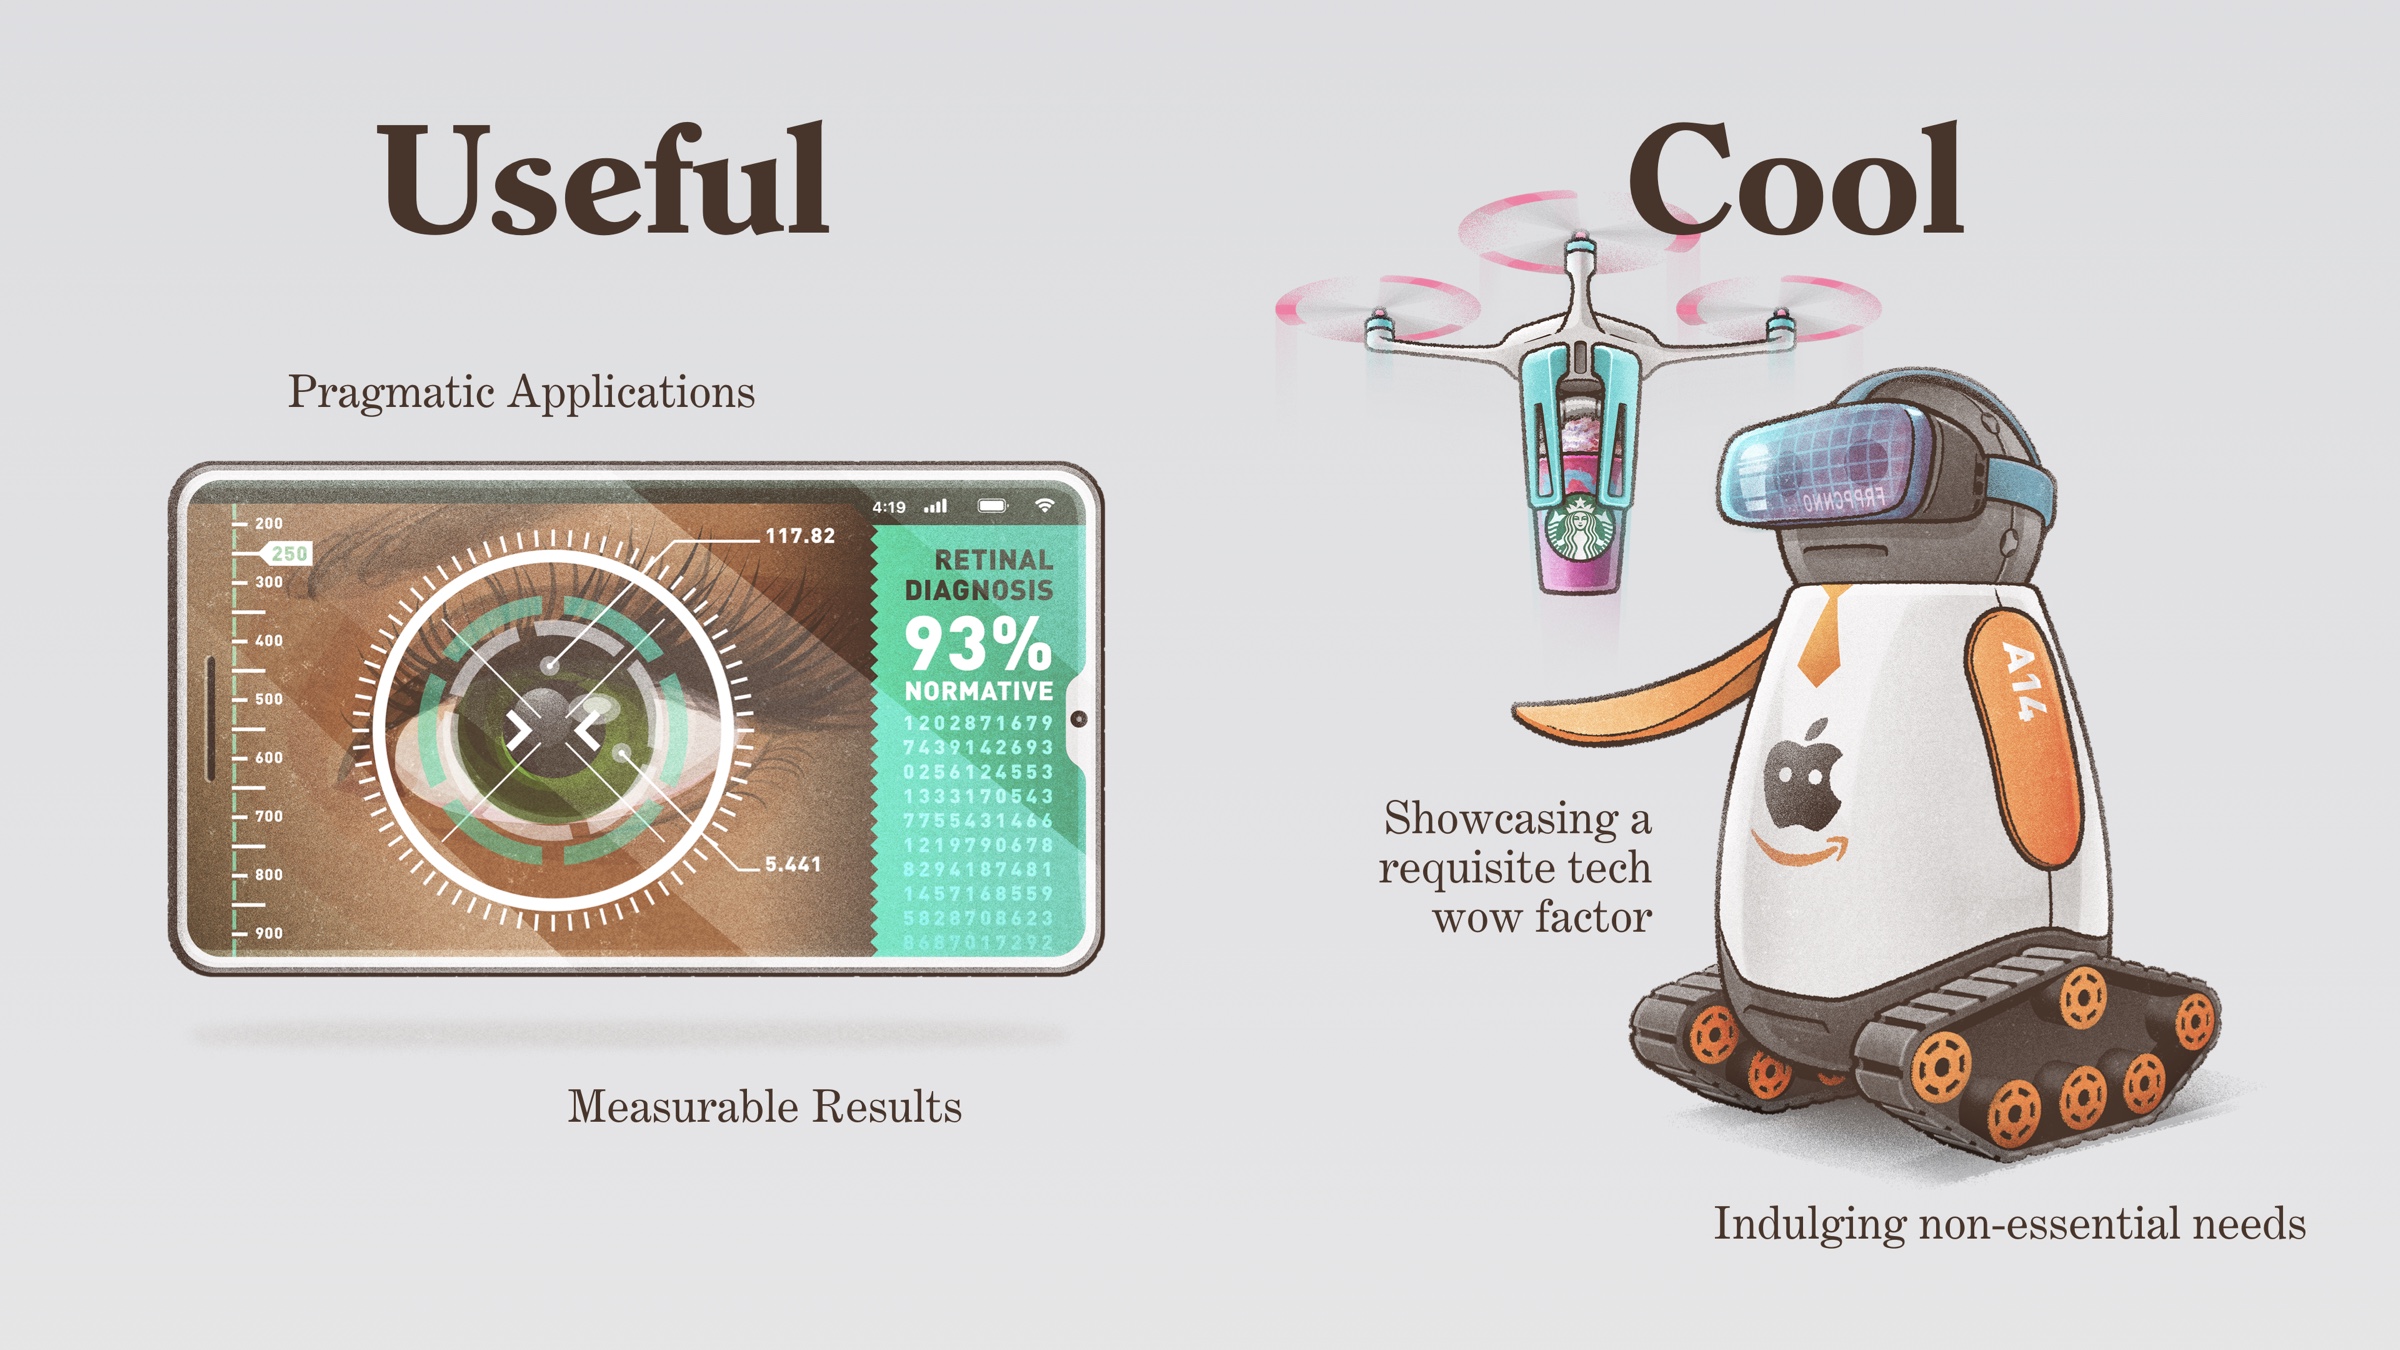 Useful
Pragmatic Applications
200
250
300
400
500
600
700
800
900
117.82
5.441
4:19
RETINAL
DIAGNOSIS
93%
NORMATIVE
1202871679
7439142693
0256124553
1333170543
7755431466
1219790678
8294187481
1457168559
5828708623
8687017292
Measurable Results
Cool
A14
Showcasing a
requisite tech
wow factor
Indulging non-essential needs